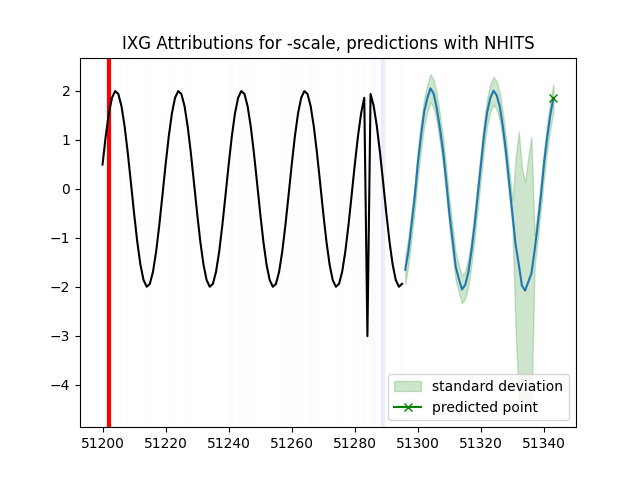 IXG Attributions for -scale, predictions with NHITS
2
1
0
−1
−2
−3
−4
standard deviation
predicted point
51200 51220 51240 51260 51280 51300 51320 51340